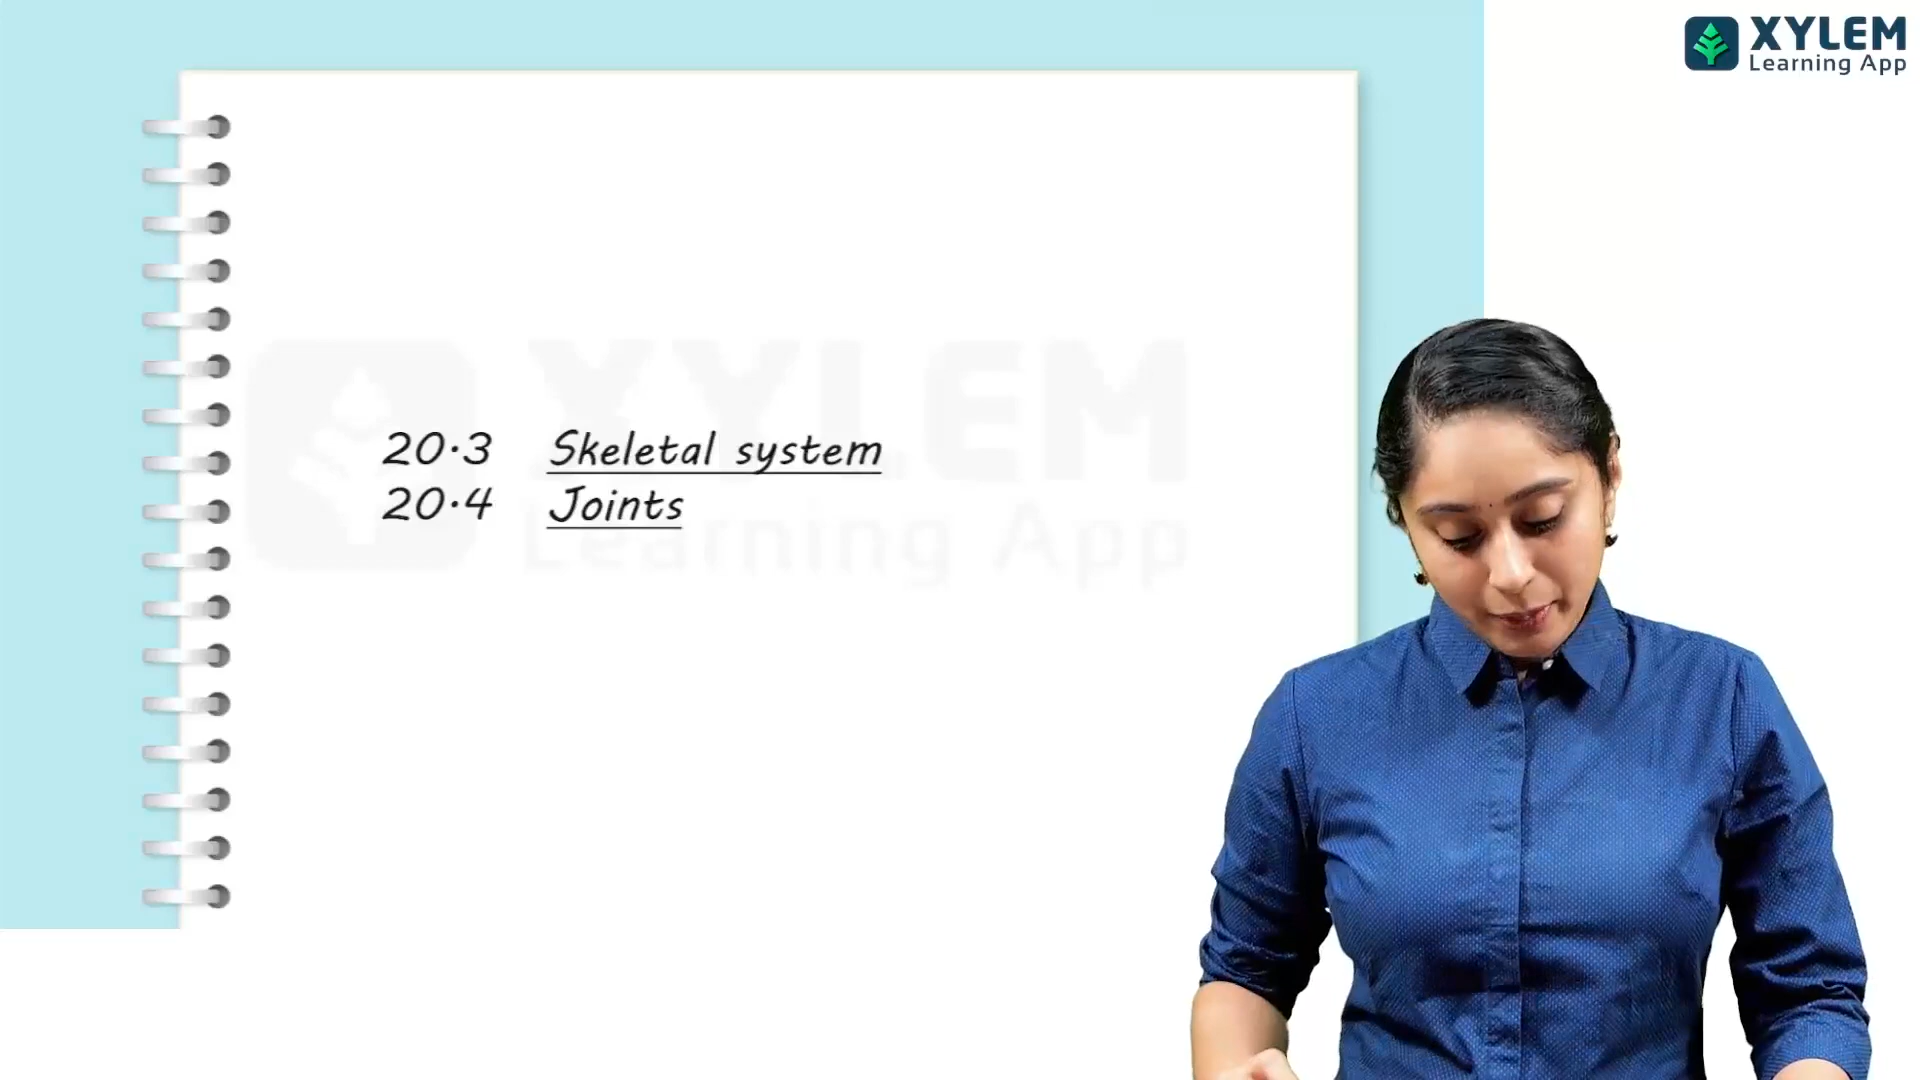 XYLEM
Learning App
XYLEM
Learning App
20.3 Skeletal system
20.4 Joints